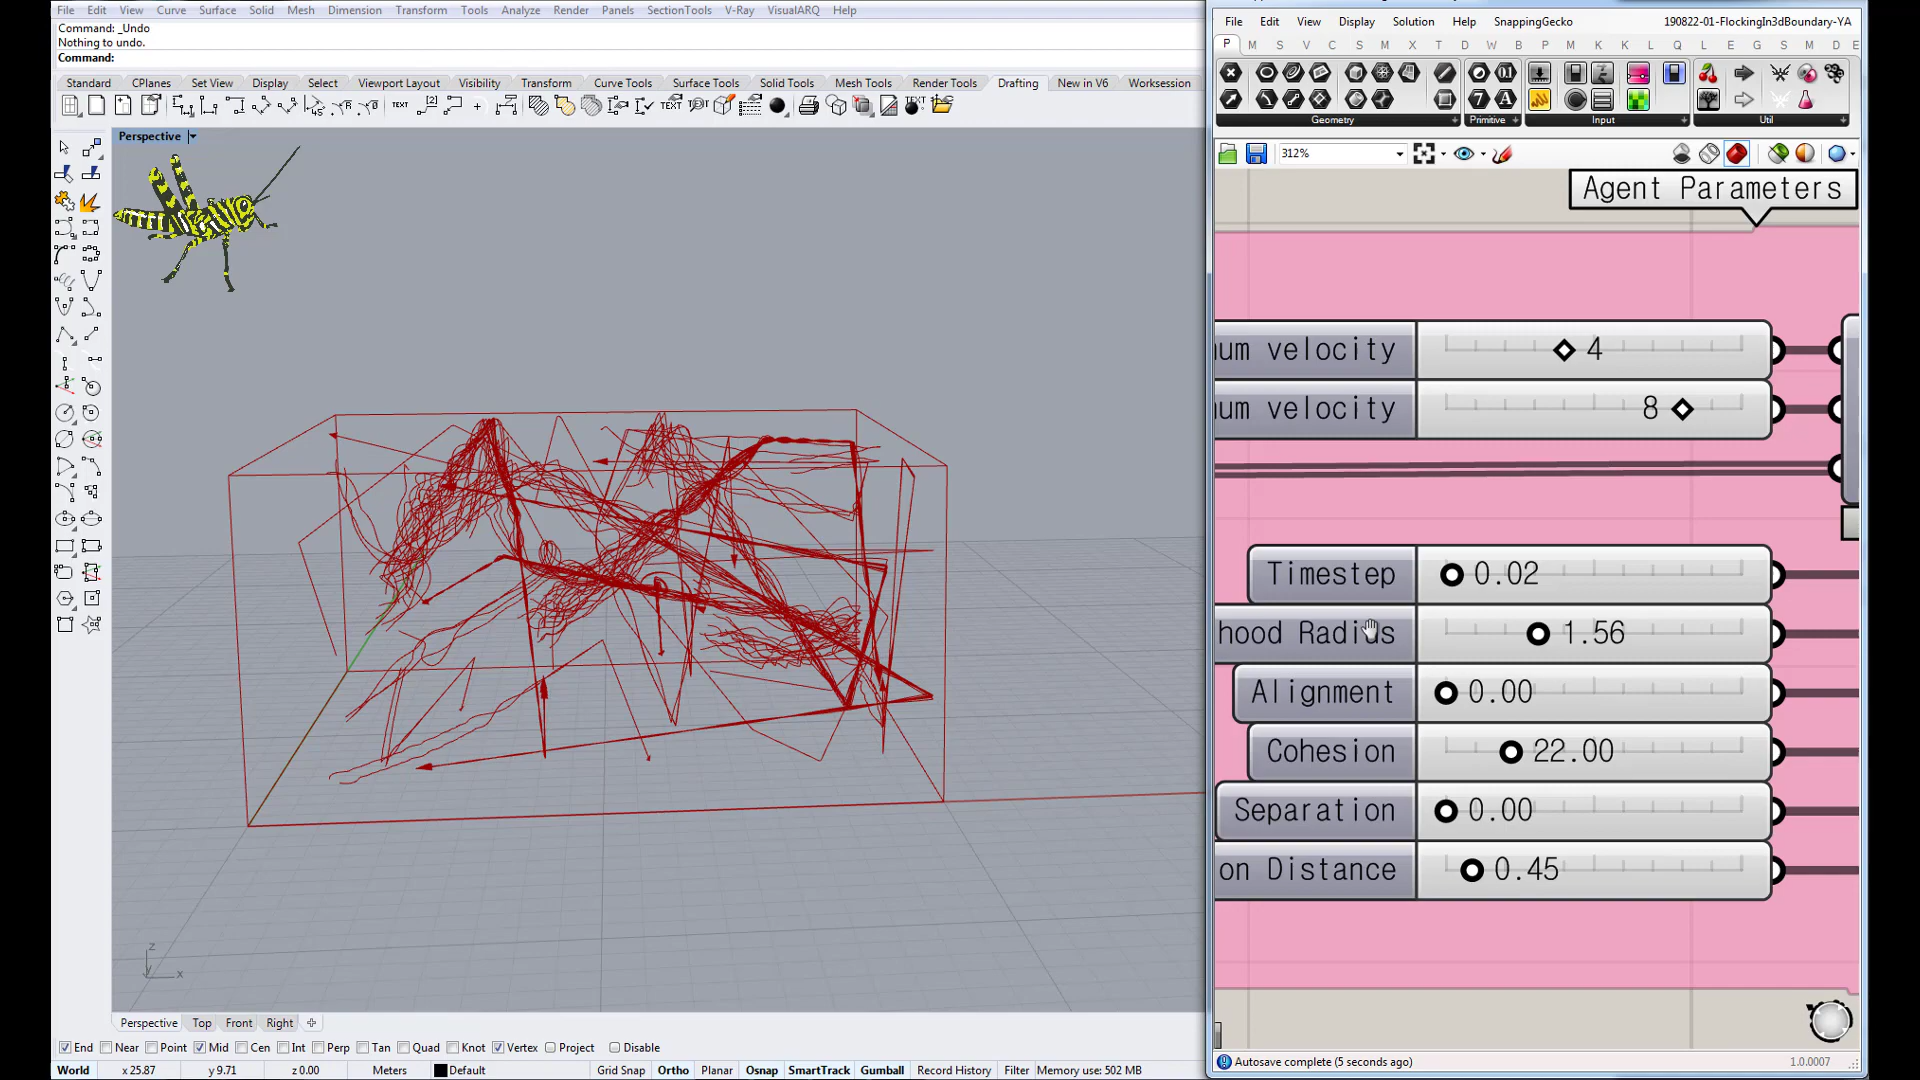 File Edit View Curve Surface Solid Mesh Dimension Transform Tools Analyze Render Panels SectionTools V-Ray VisualARQ Help
Command: _Undo
Nothing to undo.
Command:
Standard CPlanes Set View Display Select Viewport Layout Visibility Transform Curve Tools Surface Tools Solid Tools Mesh Tools Render Tools Drafting New in V6 Worksession
Perspective
z
y
x
Perspective Top Front Right
End Near Point Mid Cen Int Perp Tan Quad Knot Vertex Project Disable
World x 25.87 y 9.71 z 0.00 Meters Default Grid Snap Ortho Planar Osnap SmartTrack Gumball Record History Filter Memory use: 502 MB
File Edit View Display Solution Help SnappingGecko 190822-01-FlockingIn3dBoundary-YA
P M S V C S M X T D W B P M K K L Q L E G S M D E
Geometry Primitive Input Util
312%
Agent Parameters
um velocity 4
um velocity 8
Timestep 0.02
hood Radius 1.56
Alignment 0.00
Cohesion 22.00
Separation 0.00
on Distance 0.45
Autosave complete (5 seconds ago) 1.0.0007